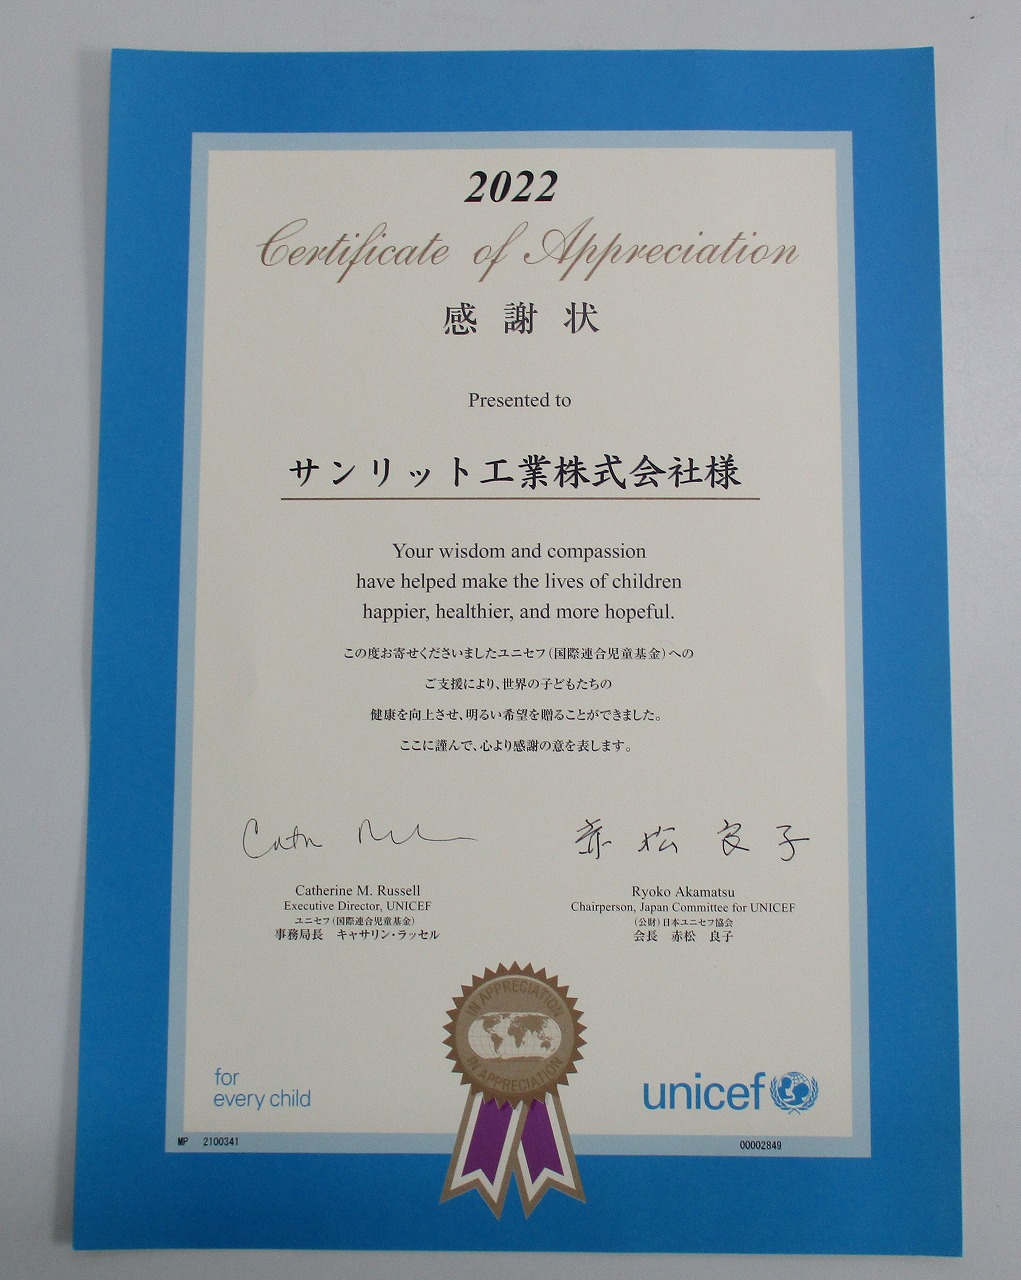 2022
Certificate of Appreciation
感謝状
Presented to
サンリット工業株式会社様
Your wisdom and compassion
have helped make the lives of children
happier, healthier, and more hopeful.
この度お寄せくださいましたユニセフ(国際連合児童基金)への
ご支援により、世界の子どもたちの
健康を向上させ、明るい希望を贈ることができました。
ここに謹んで、心より感謝の意を表します。
赤松良子
Catherine M. Russell
Executive Director, UNICEF
ユニセフ(国際連合児童基金)
事務局長 キャサリン・ラッセル
Ryoko Akamatsu
Chairperson, Japan Committee for UNICEF
(公財)日本ユニセフ協会
会長 赤松 良子
IN APPRECIATION
IN APPRECIATION
for
every child
unicef
MP 2100341
00002849